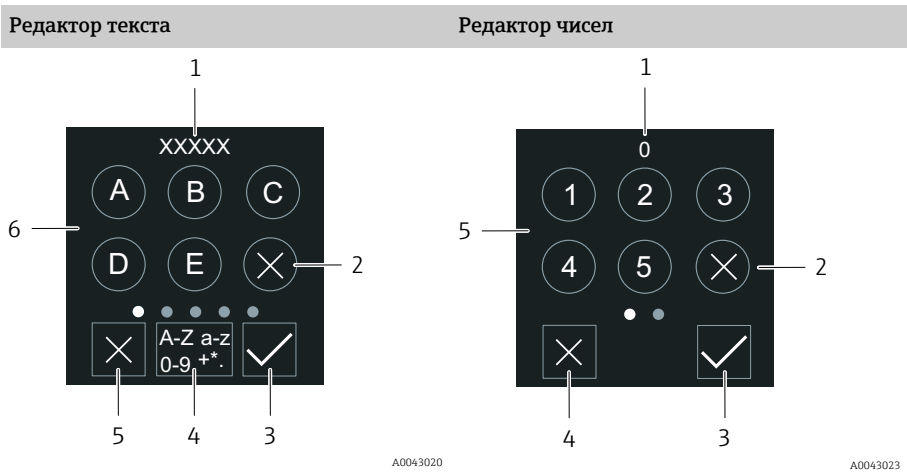 Редактор текста
Редактор чисел
1
XXXXX
A B C
6
D E
2
A-Z a-z
0-9 +*.
5 4 3
A0043020
1
0
1 2 3
5
4 5
2
4 3
A0043023